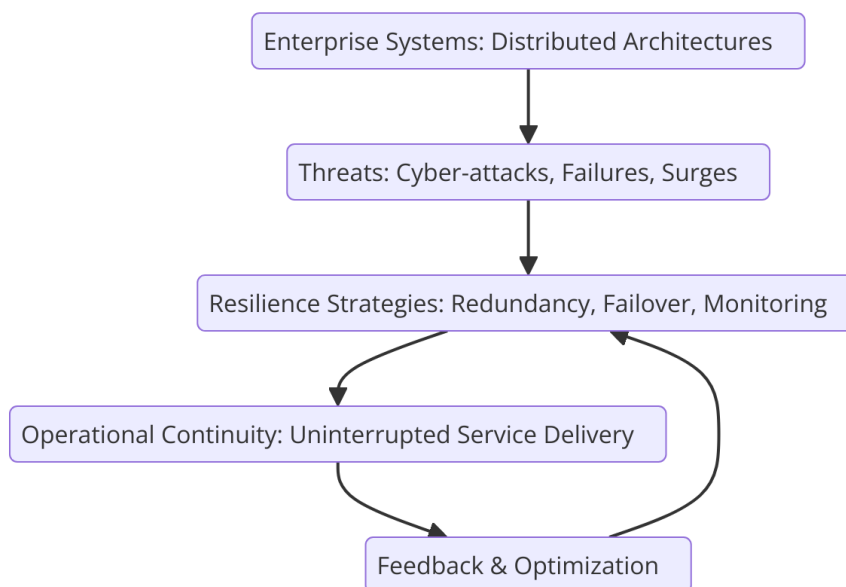 Enterprise Systems: Distributed Architectures
Threats: Cyber-attacks, Failures, Surges
Resilience Strategies: Redundancy, Failover, Monitoring
Operational Continuity: Uninterrupted Service Delivery
Feedback & Optimization